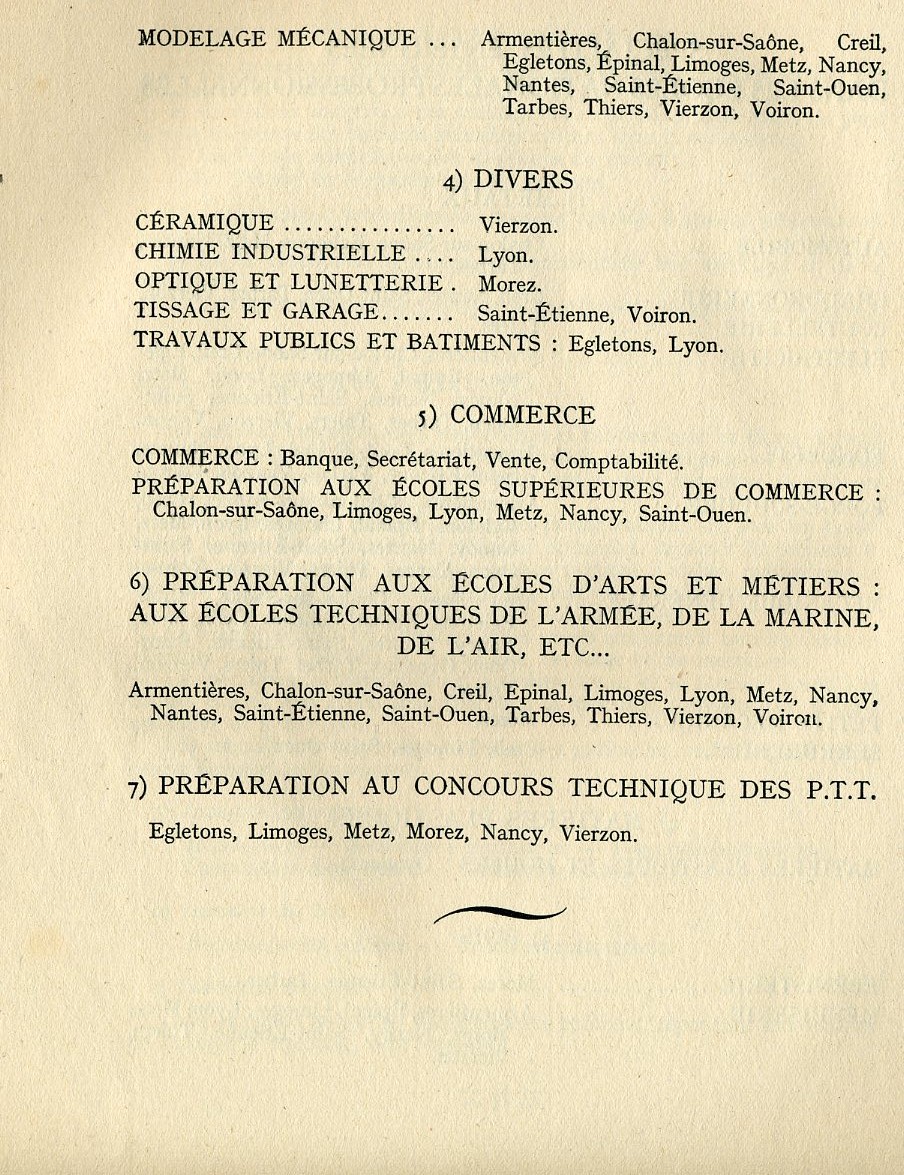 MODELAGE MÉCANIQUE ... Armentières, Chalon-sur-Saône, Creil,
Egletons, Épinal, Limoges, Metz, Nancy,
Nantes, Saint-Étienne, Saint-Ouen,
Tarbes, Thiers, Vierzon, Voiron.
4) DIVERS
CÉRAMIQUE ................ Vierzon.
CHIMIE INDUSTRIELLE .... Lyon.
OPTIQUE ET LUNETTERIE . Morez.
TISSAGE ET GARAGE....... Saint-Étienne, Voiron.
TRAVAUX PUBLICS ET BATIMENTS : Egletons, Lyon.
5) COMMERCE
COMMERCE : Banque, Secrétariat, Vente, Comptabilité.
PRÉPARATION AUX ÉCOLES SUPÉRIEURES DE COMMERCE :
Chalon-sur-Saône, Limoges, Lyon, Metz, Nancy, Saint-Ouen.
6) PRÉPARATION AUX ÉCOLES D'ARTS ET MÉTIERS :
AUX ÉCOLES TECHNIQUES DE L'ARMÉE, DE LA MARINE,
DE L'AIR, ETC...
Armentières, Chalon-sur-Saône, Creil, Epinal, Limoges, Lyon, Metz, Nancy,
Nantes, Saint-Étienne, Saint-Ouen, Tarbes, Thiers, Vierzon, Voiron.
7) PRÉPARATION AU CONCOURS TECHNIQUE DES P.T.T.
Egletons, Limoges, Metz, Morez, Nancy, Vierzon.